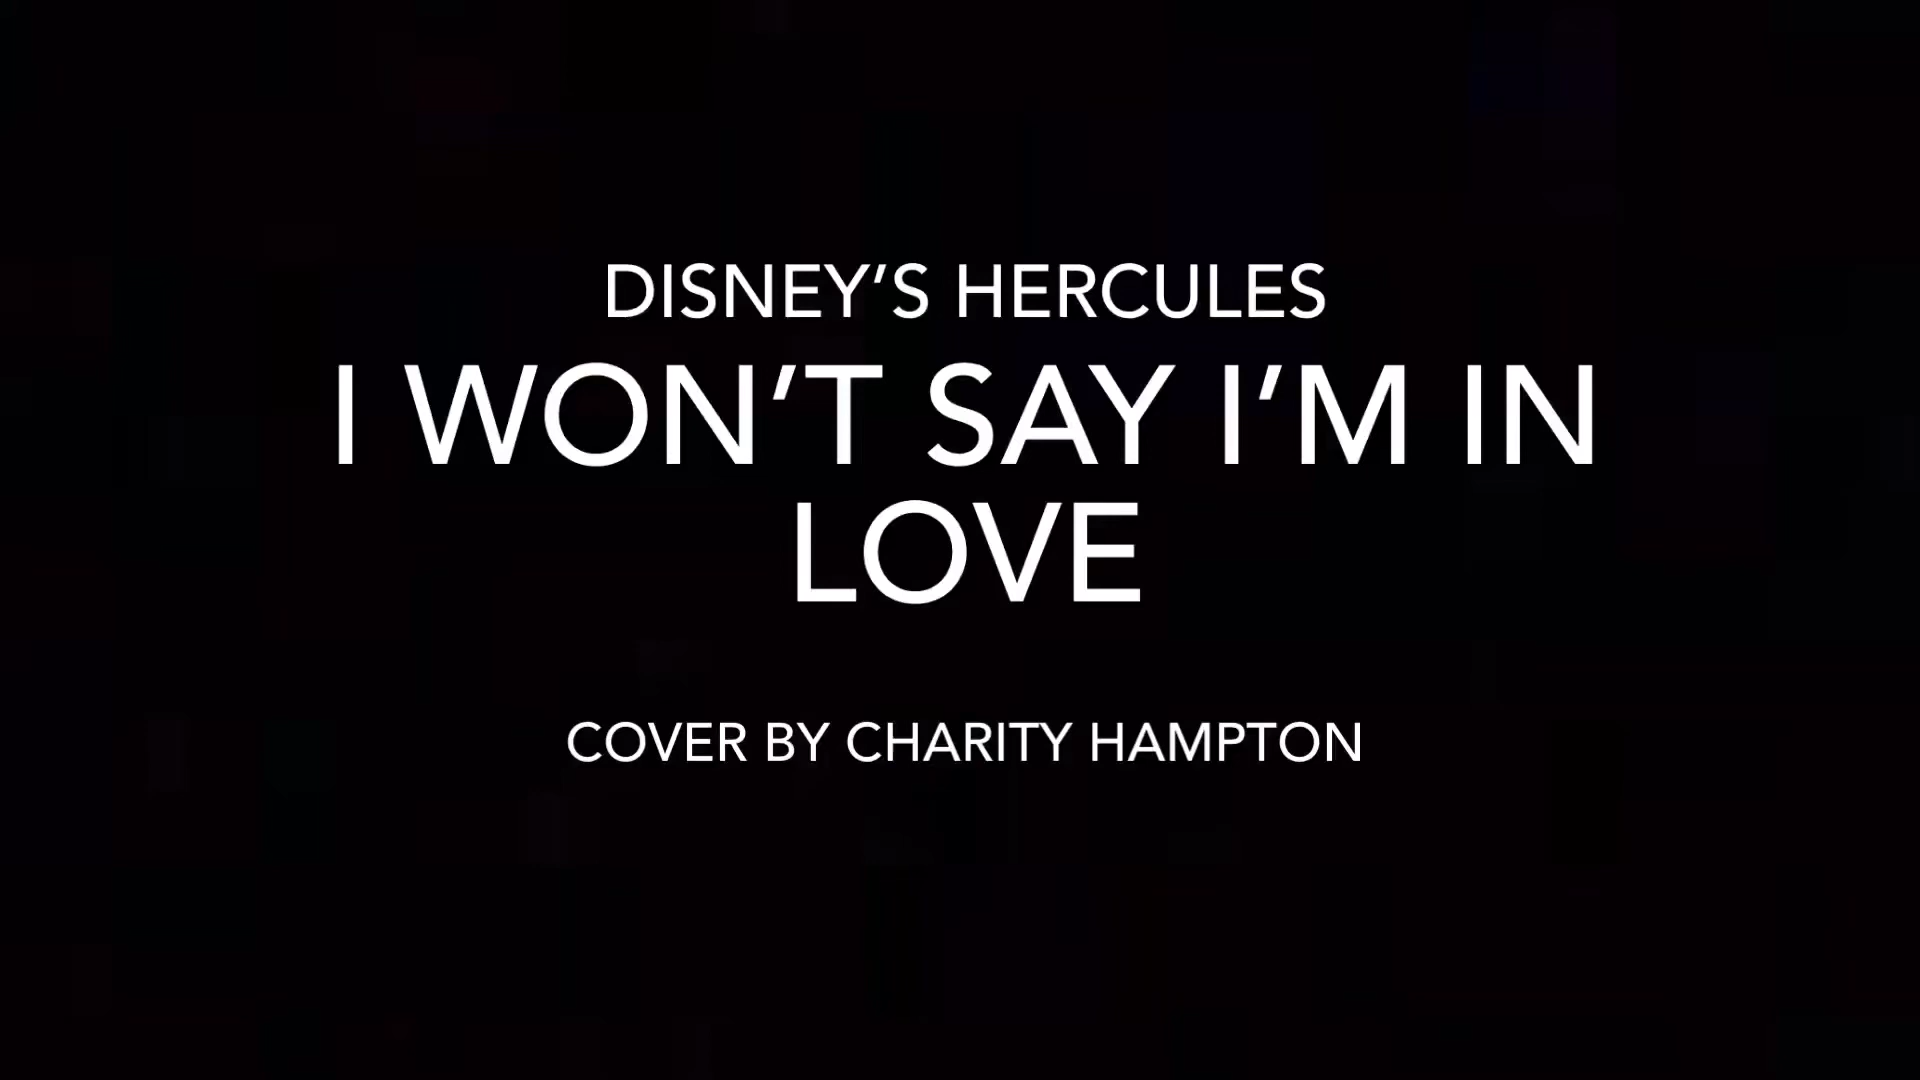 DISNEY’S HERCULES
I WON’T SAY I’M IN
LOVE
COVER BY CHARITY HAMPTON